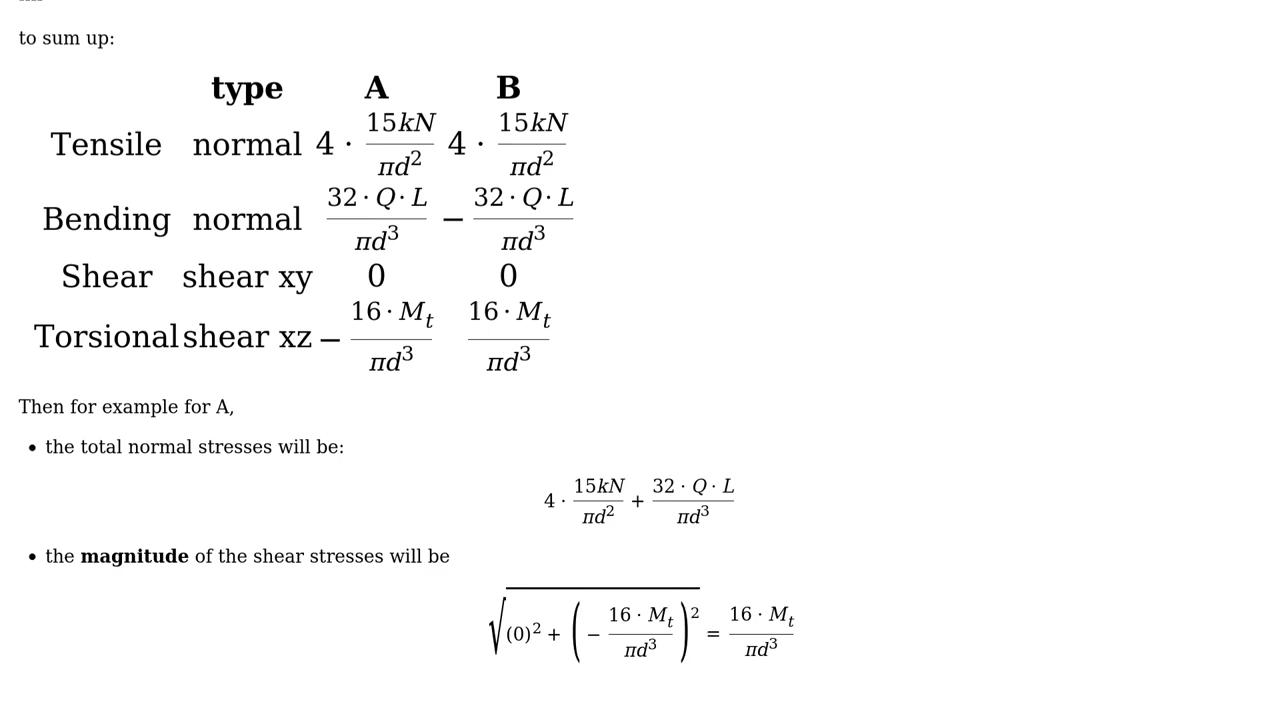 to sum up:
type A B
Tensile normal 4 · 15kN/πd² 4 · 15kN/πd²
Bending normal 32 · Q · L/πd³ − 32 · Q · L/πd³
Shear shear xy 0 0
Torsional shear xz − 16 · M_t/πd³ 16 · M_t/πd³
Then for example for A,
• the total normal stresses will be:
4 · 15kN/πd² + 32 · Q · L/πd³
• the magnitude of the shear stresses will be
√((0)² + (− 16 · M_t/πd³)²) = 16 · M_t/πd³